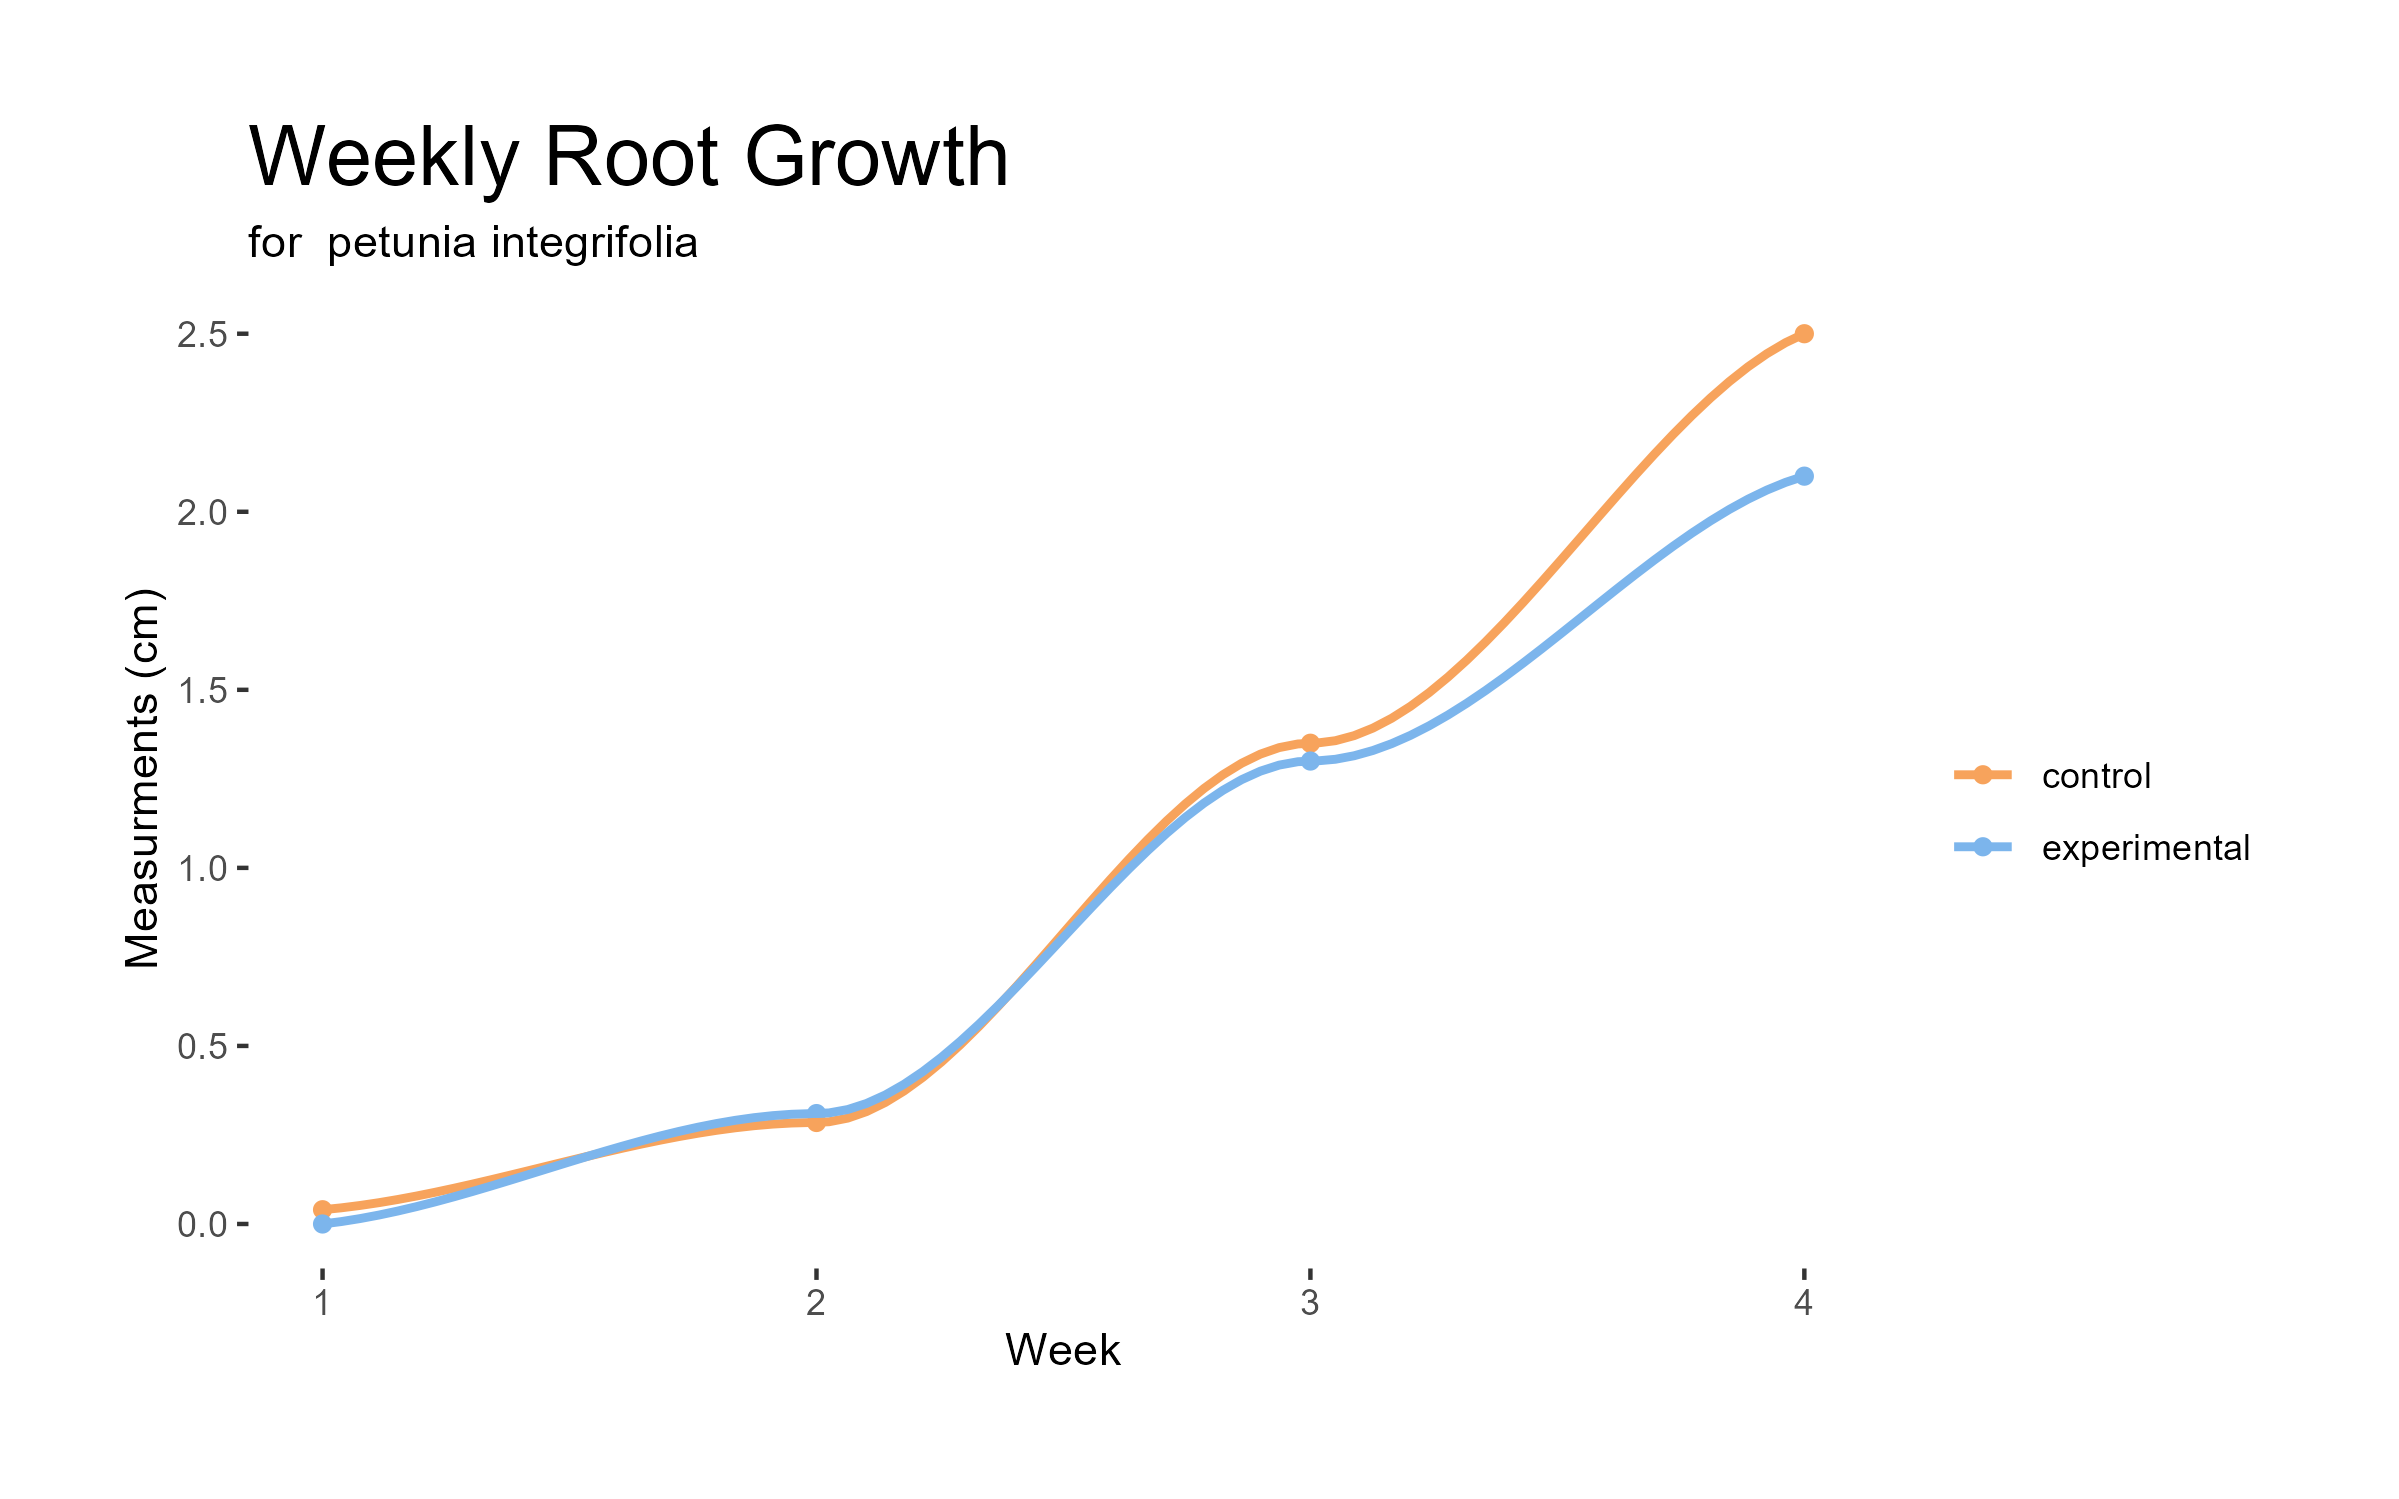 Weekly Root Growth
for  petunia integrifolia
Measurments (cm)
2.5
2.0
1.5
1.0
0.5
0.0
1
2
3
4
Week
control
experimental